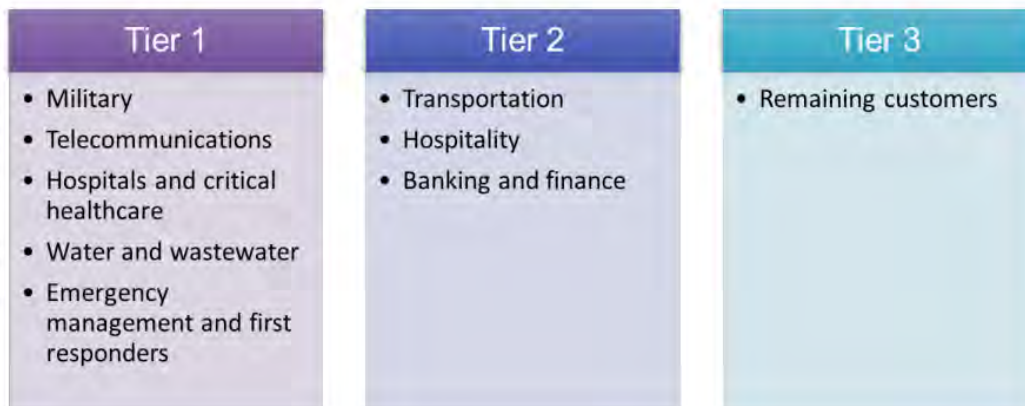 Tier 1
• Military
• Telecommunications
• Hospitals and critical
healthcare
• Water and wastewater
• Emergency
management and first
responders
Tier 2
• Transportation
• Hospitality
• Banking and finance
Tier 3
• Remaining customers